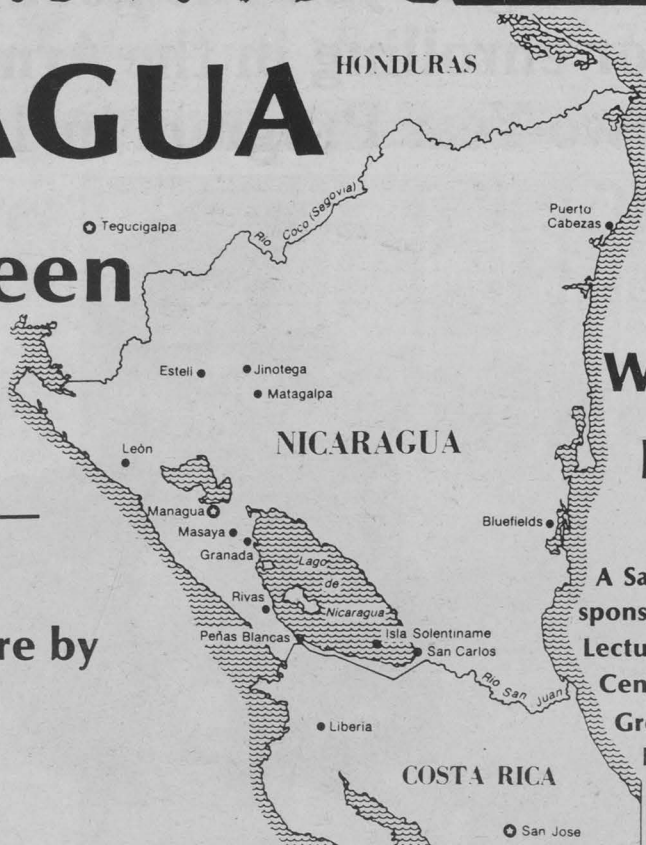 HONDURAS
AGUA
Rio Coco (Segovia)
Puerto
Cabezas
Tegucigalpa
een
Esteli
Jinotega
Matagalpa
W
NICARAGUA
León
Managua
Bluefields
Masaya
Granada
Lago
de
Nicaragua
A Sa
spons
Rivas
re by
Peñas Blancas
Isla Solentiname
San Carlos
Lectu
Rio San Juan
Cen
Gr
Liberia
COSTA RICA
San Jose